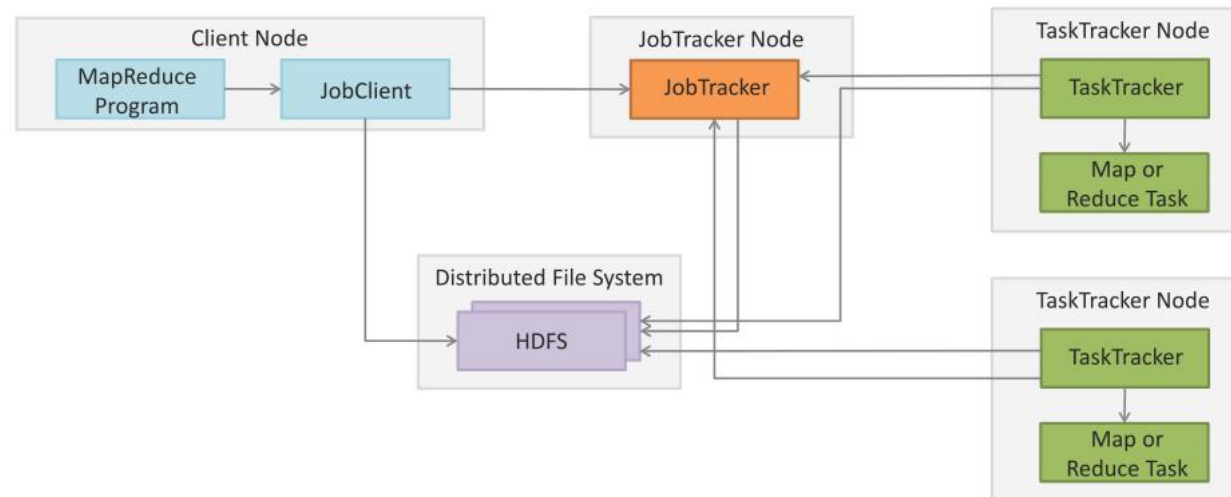 Client Node
MapReduce
Program
JobClient
JobTracker Node
JobTracker
TaskTracker Node
TaskTracker
Map or
Reduce Task
Distributed File System
HDFS
TaskTracker Node
TaskTracker
Map or
Reduce Task